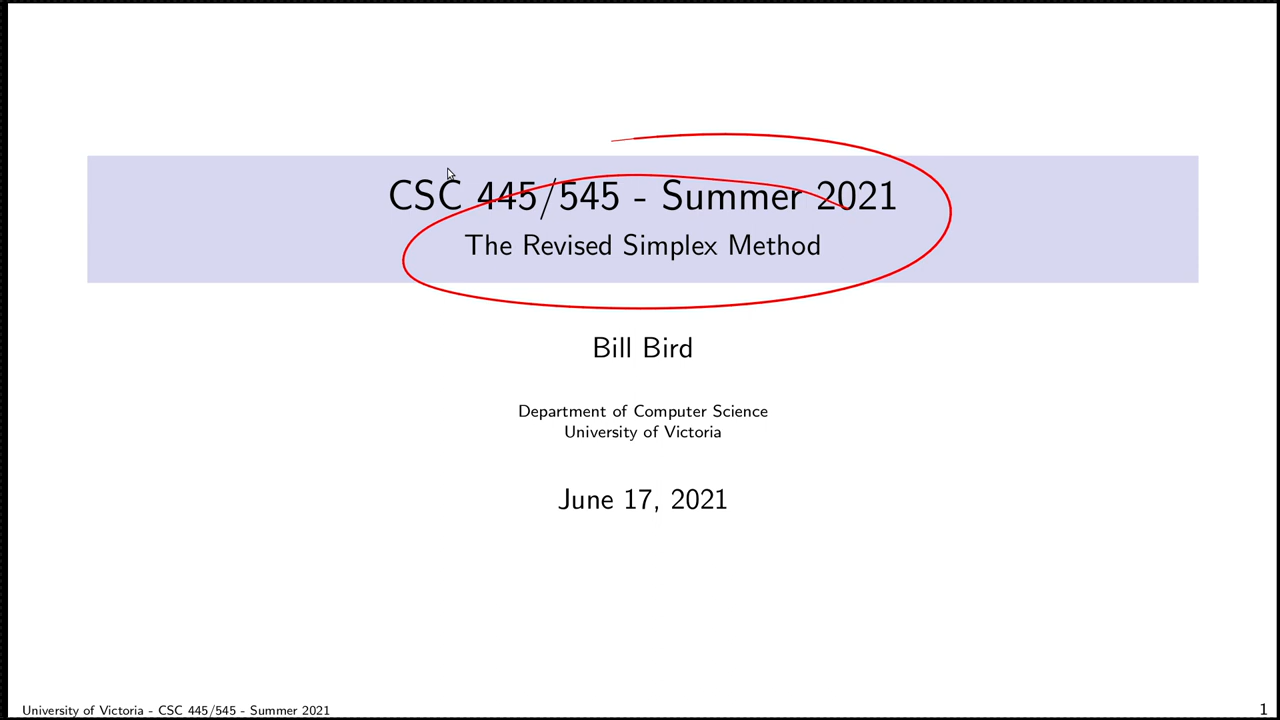 CSC 445/545 - Summer 2021
The Revised Simplex Method
Bill Bird
Department of Computer Science
University of Victoria
June 17, 2021
University of Victoria - CSC 445/545 - Summer 2021
1